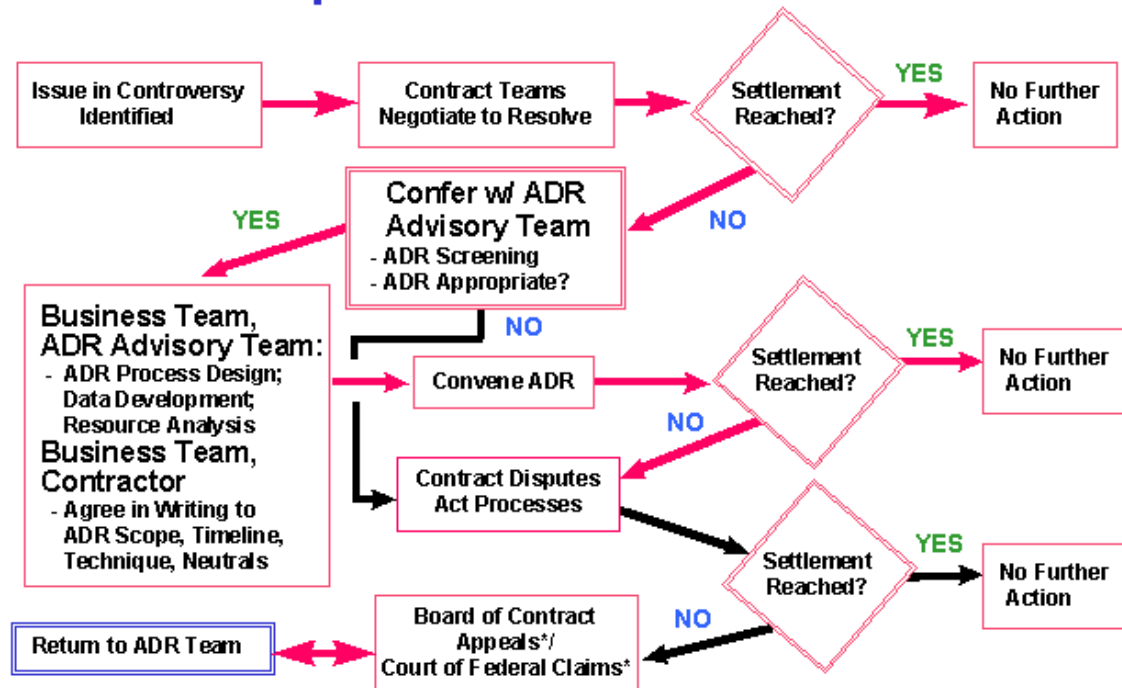 Issue in Controversy
Identified
Contract Teams
Negotiate to Resolve
Settlement
Reached?
YES
No Further
Action
NO
Confer w/ ADR
Advisory Team
- ADR Screening
- ADR Appropriate?
YES
NO
Business Team,
ADR Advisory Team:
- ADR Process Design;
Data Development;
Resource Analysis
Business Team,
Contractor
- Agree in Writing to
ADR Scope, Timeline,
Technique, Neutrals
Convene ADR
Settlement
Reached?
YES
No Further
Action
NO
Contract Disputes
Act Processes
Settlement
Reached?
YES
No Further
Action
NO
Board of Contract
Appeals*/
Court of Federal Claims*
Return to ADR Team